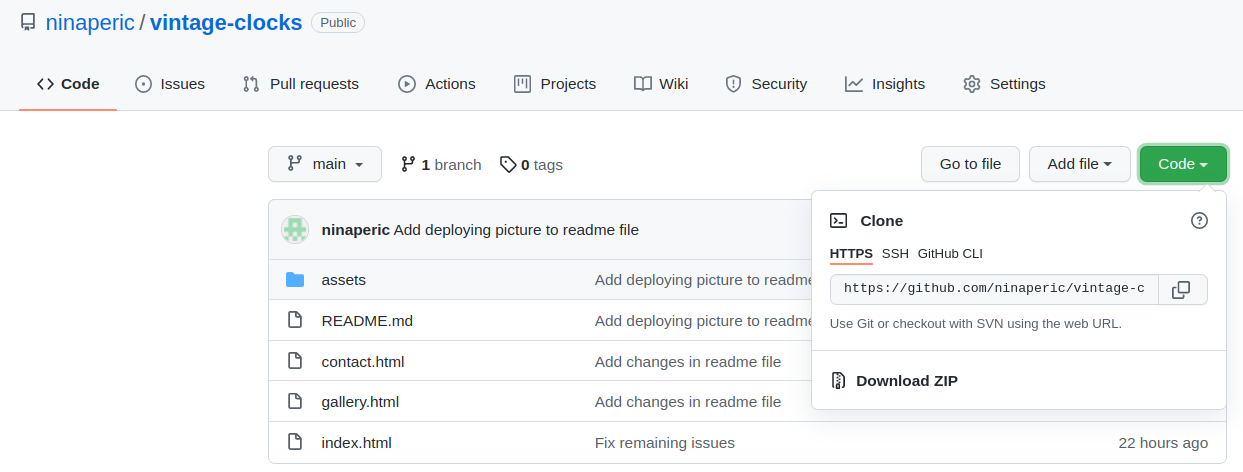 ninaperic / vintage-clocks Public
Code Issues Pull requests Actions Projects Wiki Security Insights Settings
main 1 branch 0 tags Go to file Add file Code
ninaperic Add deploying picture to readme file
Clone
HTTPS SSH GitHub CLI
https://github.com/ninaperic/vintage-c
Use Git or checkout with SVN using the web URL.
Download ZIP
assets Add deploying picture to readme
README.md Add deploying picture to readme
contact.html Add changes in readme file
gallery.html Add changes in readme file
index.html Fix remaining issues 22 hours ago